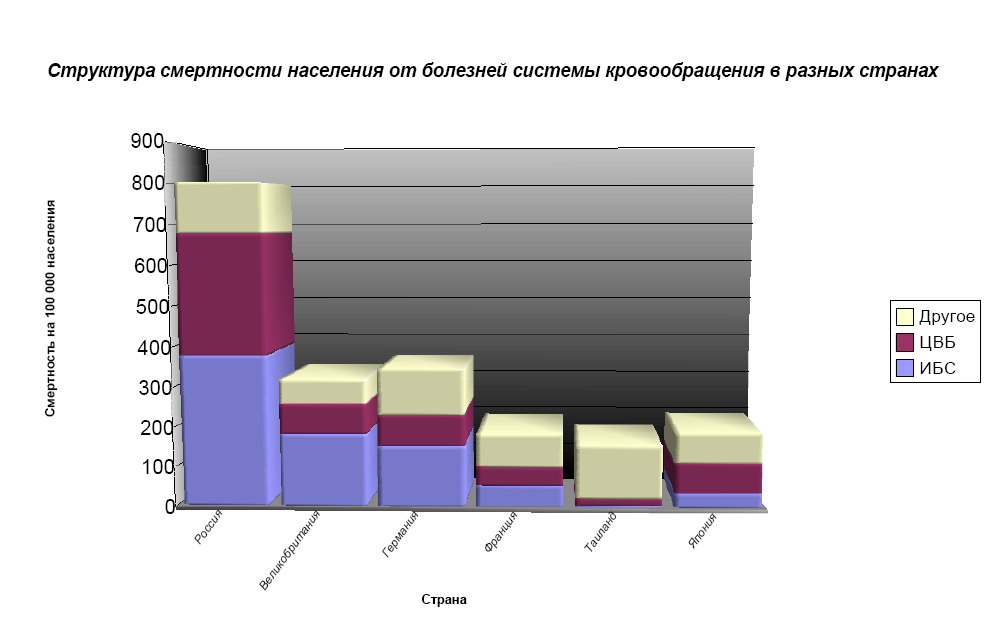 Структура смертности населения от болезней системы кровообращения в разных странах
Смертность на 100 000 населения
900
800
700
600
500
400
300
200
100
0
Россия
Великобритания
Германия
Франция
Таиланд
Япония
Страна
Другое
ЦВБ
ИБС